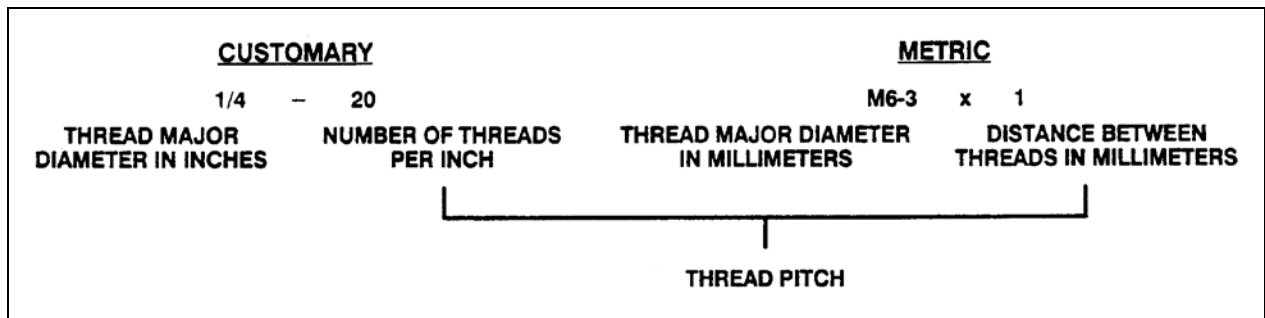 CUSTOMARY
1/4 – 20
THREAD MAJOR
DIAMETER IN INCHES
NUMBER OF THREADS
PER INCH
METRIC
M6-3 x 1
THREAD MAJOR DIAMETER
IN MILLIMETERS
DISTANCE BETWEEN
THREADS IN MILLIMETERS
THREAD PITCH